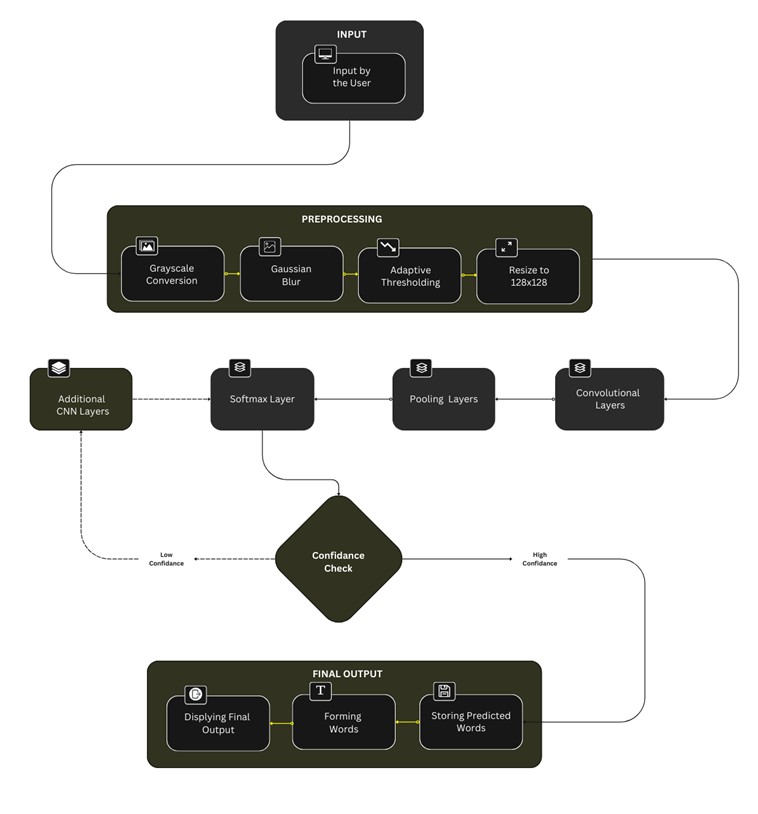 INPUT
Input by
the User
PREPROCESSING
Grayscale
Conversion
Gaussian
Blur
Adaptive
Thresholding
Resize to
128x128
Additional
CNN Layers
Softmax Layer
Pooling Layers
Convolutional
Layers
Confidance
Check
Low
Confidance
High
Confidance
FINAL OUTPUT
Displying Final
Output
T
Forming
Words
Storing Predicted
Words